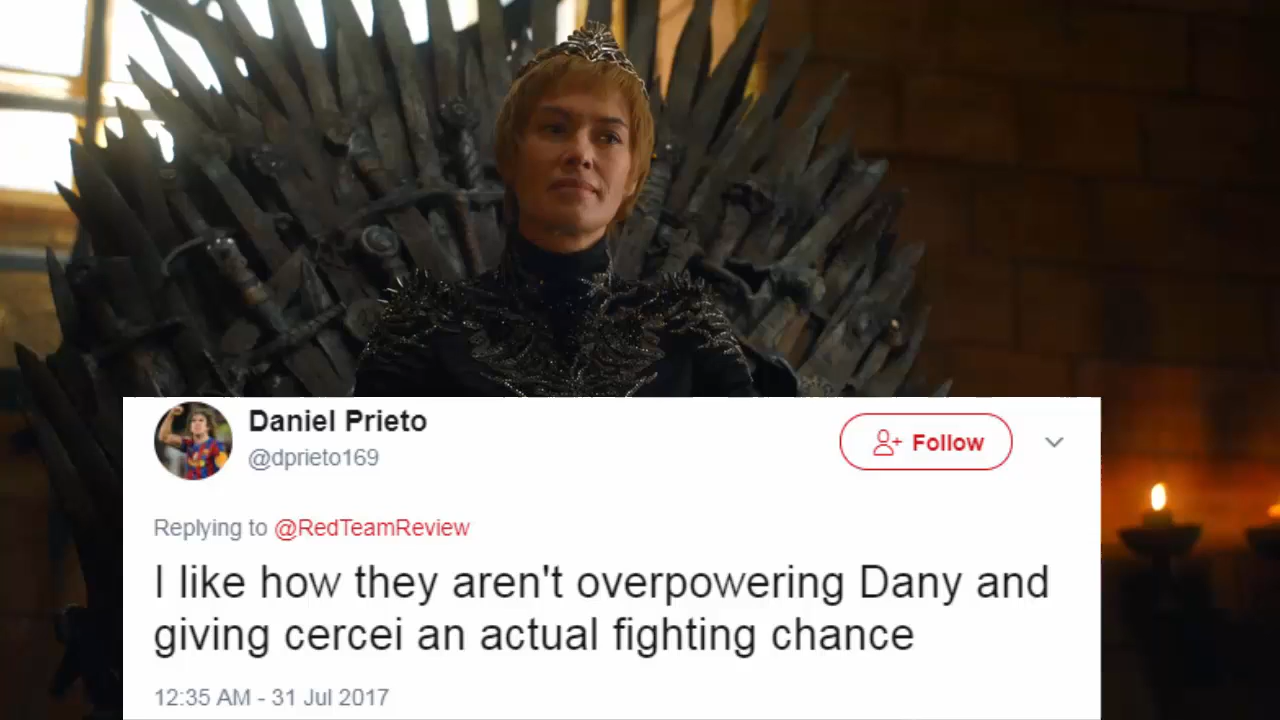 Daniel Prieto
@dprieto169
Follow
Replying to @RedTeamReview
I like how they aren't overpowering Dany and
giving cercei an actual fighting chance
12:35 AM - 31 Jul 2017